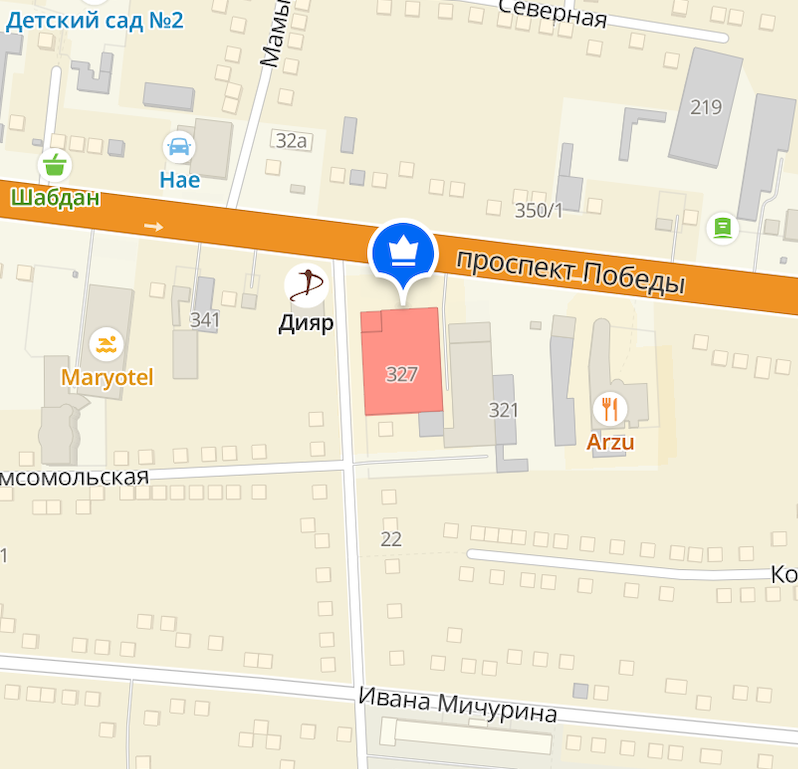 Детский сад №2
Мамы
Северная
219
32а
Нае
Шабдан
350/1
проспект Победы
341
Дияр
Maryotel
327
321
Arzu
мсомольская
22
1
Ко
Ивана Мичурина